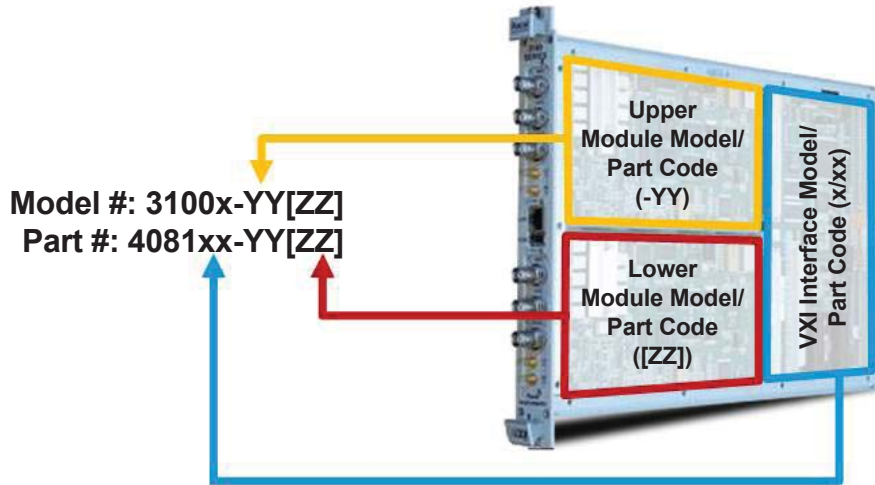 Model #: 3100x-YY[ZZ]
Part #: 4081xx-YY[ZZ]
Upper
Module Model/
Part Code
(-YY)
Lower
Module Model/
Part Code
([ZZ])
VXI Interface Model/
Part Code (x/xx)